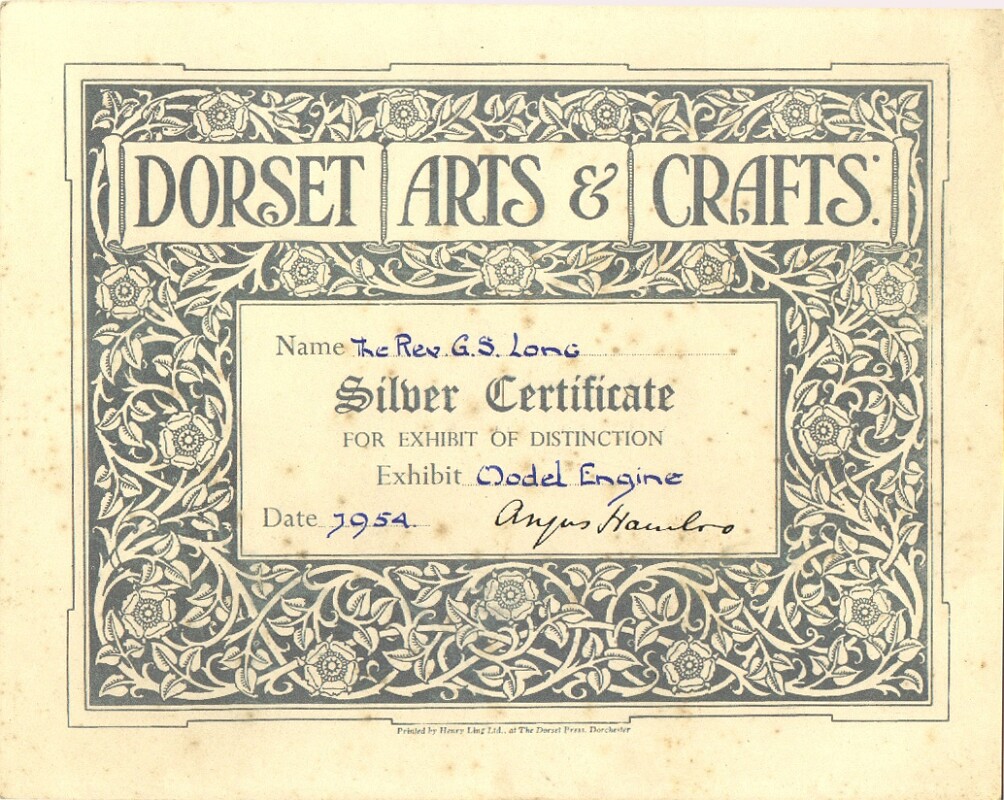 DORSET ARTS & CRAFTS:
Name The Rev. G.S. Long
Silver Certificate
FOR EXHIBIT OF DISTINCTION
Exhibit Model Engine
Date 1954. Angus Hambro
Printed by Henry Ling Ltd., at The Dorset Press, Dorchester